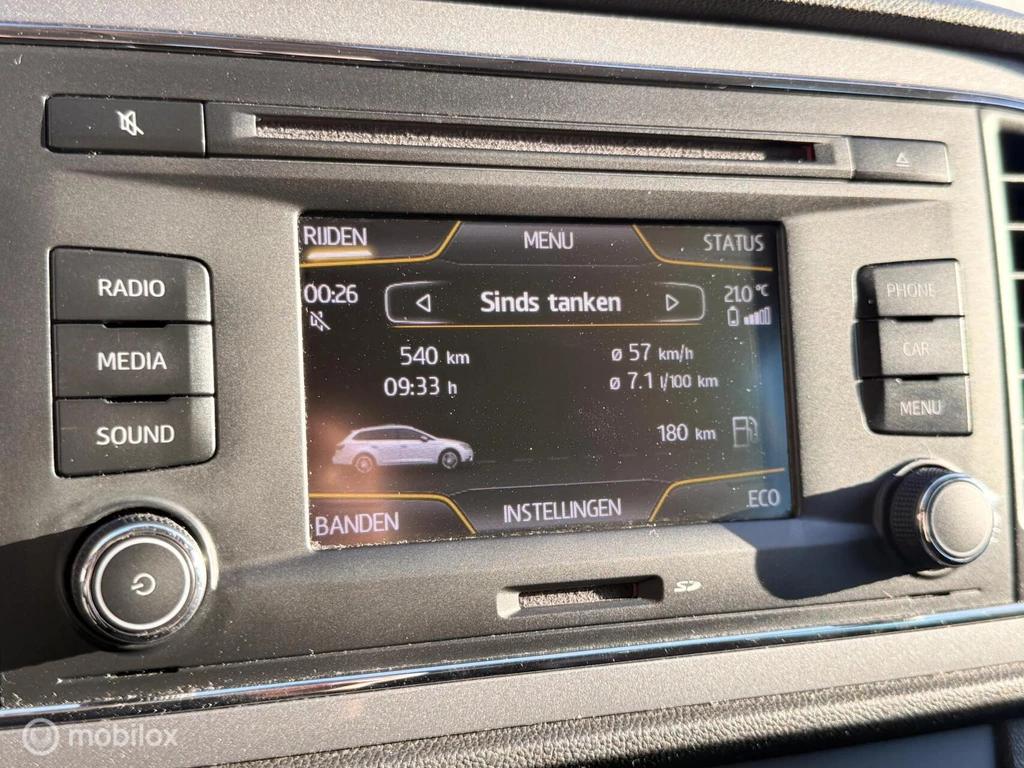 RIJDEN MENU STATUS
00:26 Sinds tanken 21.0 °C
540 km ø 57 km/h
09:33 h ø 7.1 l/100 km
180 km
BANDEN INSTELLINGEN ECO
RADIO
MEDIA
SOUND
PHONE
CAR
MENU
SD
mobilox